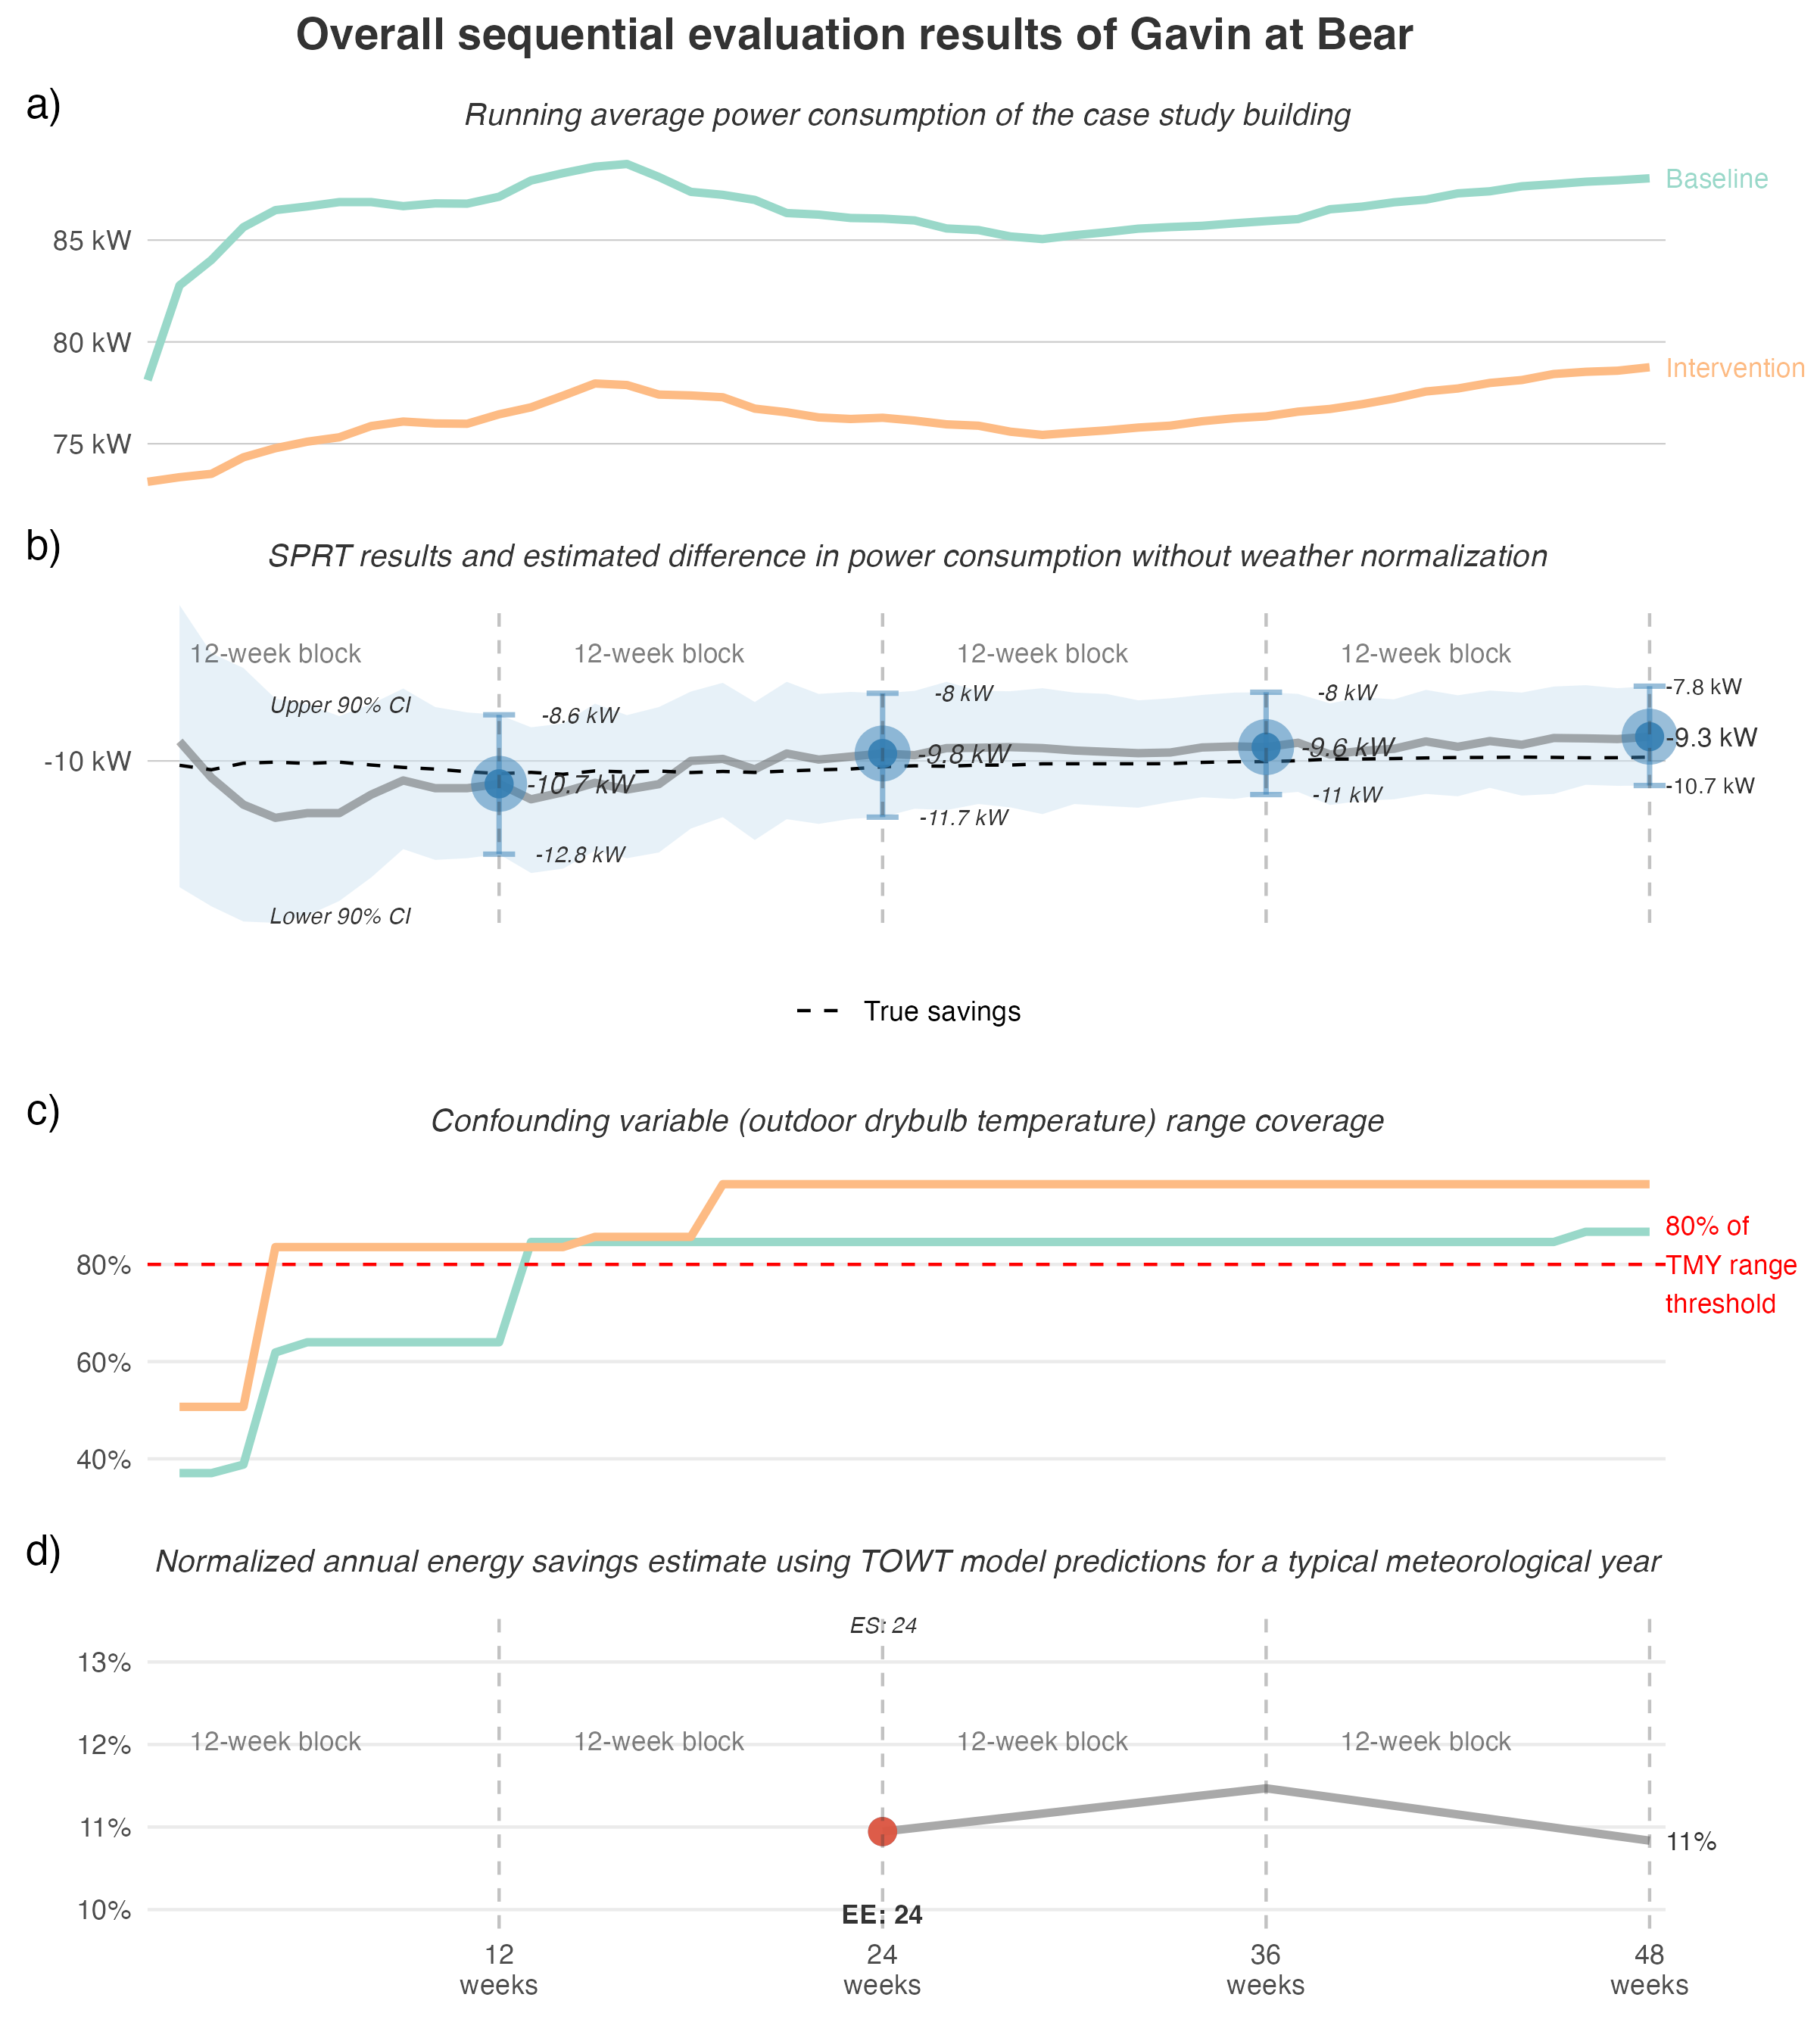 Overall sequential evaluation results of Gavin at Bear
a)
Running average power consumption of the case study building
Baseline
85 kW
80 kW
Intervention
75 kW
b)
SPRT results and estimated difference in power consumption without weather normalization
12-week block
12-week block
12-week block
12-week block
Upper 90% CI
-8.6 kW
-8 kW
-8 kW
-7.8 kW
-10 kW
-10.7 kW
-9.8 kW
-9.6 kW
-9.3 kW
-12.8 kW
-11.7 kW
-11 kW
-10.7 kW
Lower 90% CI
True savings
c)
Confounding variable (outdoor drybulb temperature) range coverage
80%
60%
40%
80% of
TMY range
threshold
d)
Normalized annual energy savings estimate using TOWT model predictions for a typical meteorological year
ES: 24
13%
12%
11%
10%
12-week block
12-week block
12-week block
12-week block
11%
EE: 24
12
weeks
24
weeks
36
weeks
48
weeks